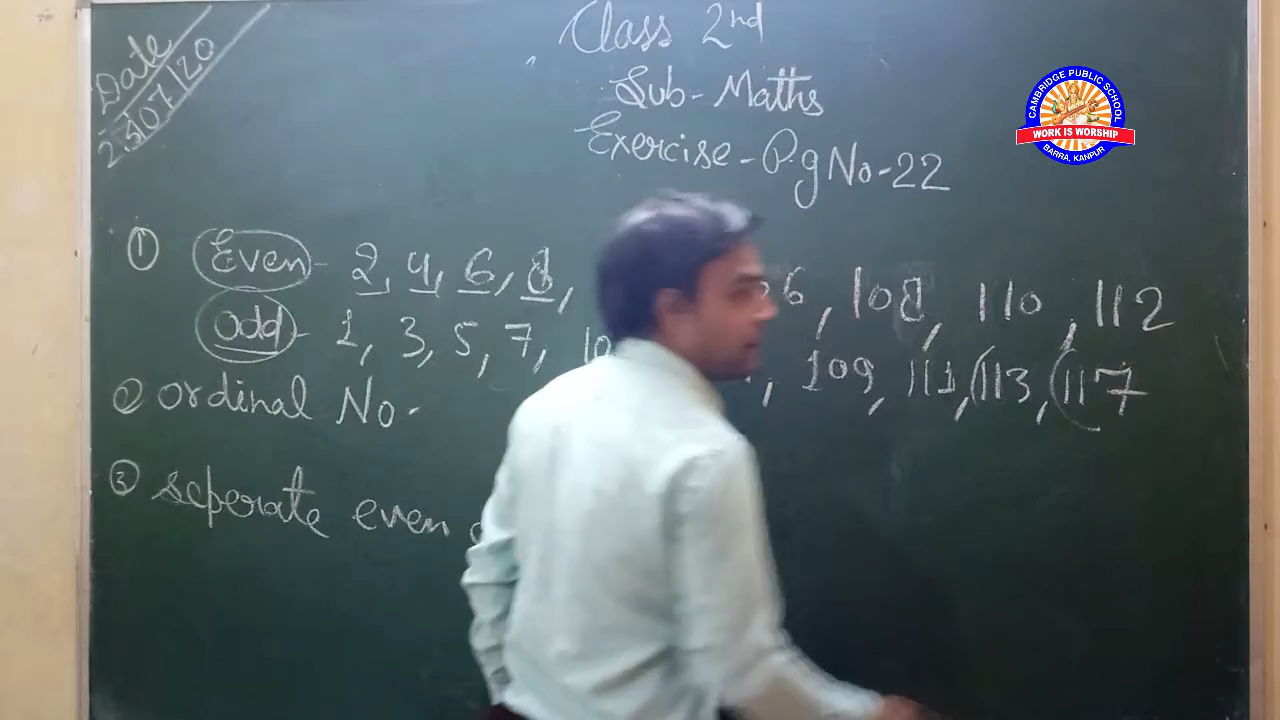 Date
25/07/20
Class 2nd
Sub- Maths
Exercise - P.g No-22
CAMBRIDGE PUBLIC SCHOOL
WORK IS WORSHIP
BARRA, KANPUR
① Even - 2, 4, 6, 8, 6, 108, 110, 112
Odd - 1, 3, 5, 7, 10 , 109, 111, (113, (117
② ordinal No.
③ seperate even